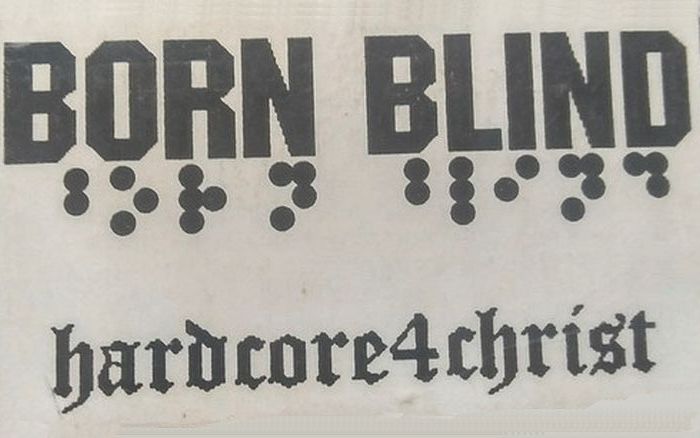 BORN BLIND
⠃⠕⠗⠝ ⠃⠇⠊⠝⠙
hardcore4christ